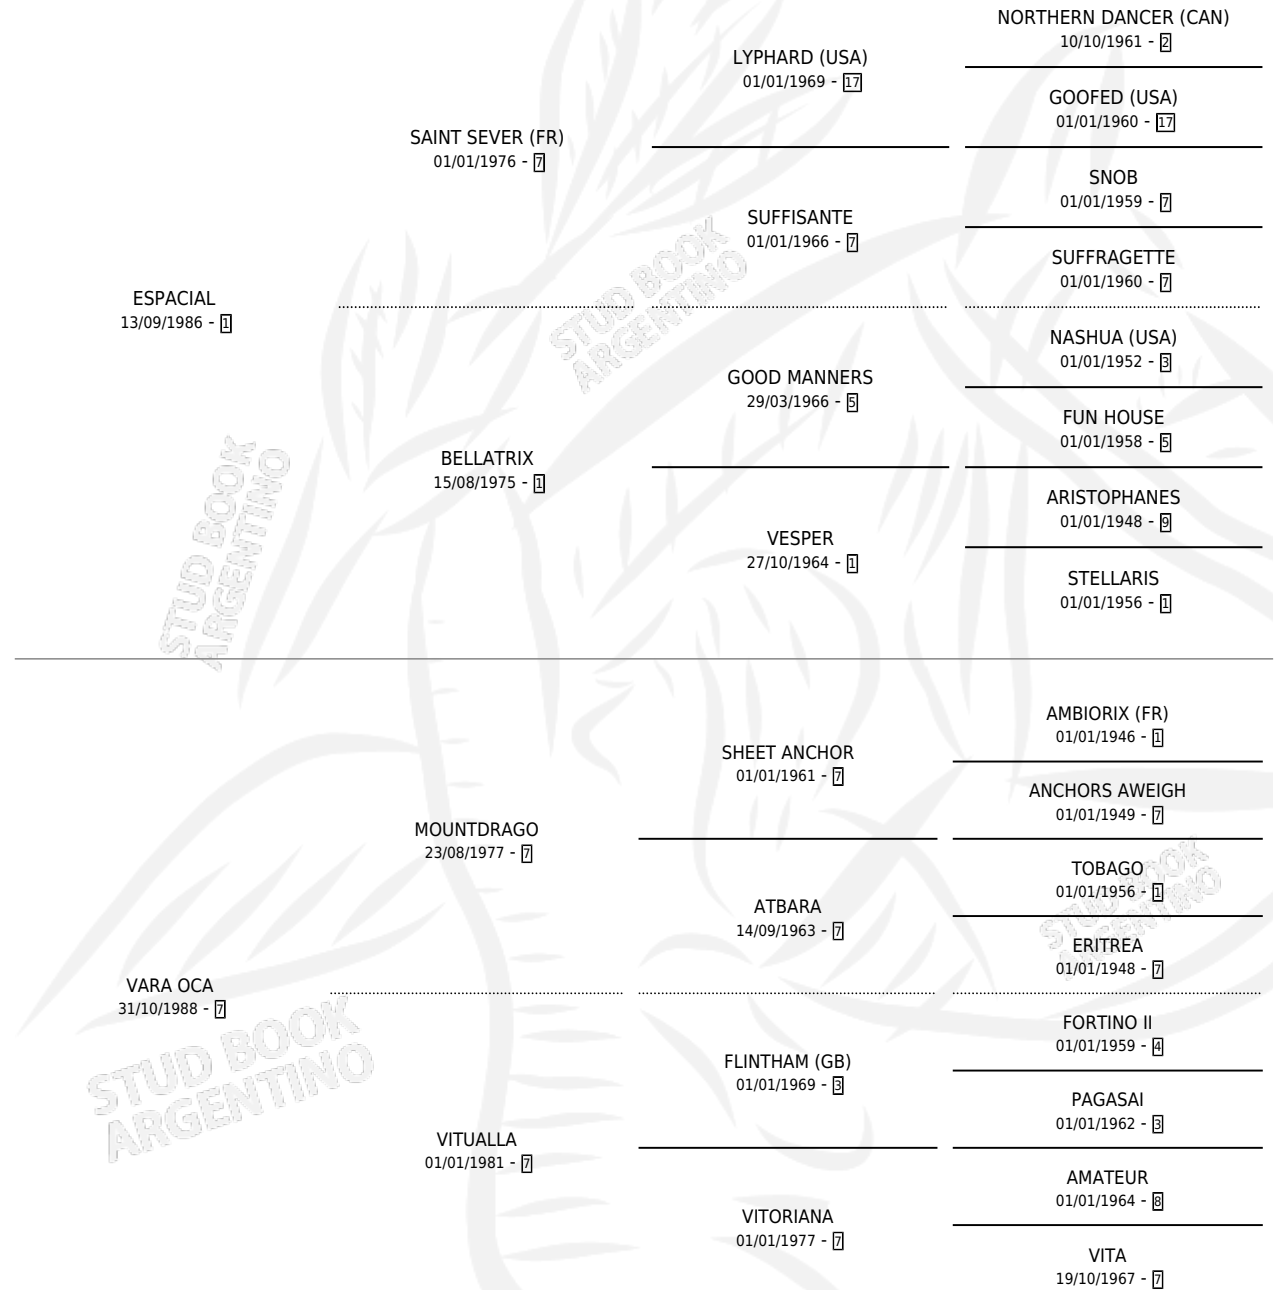 NORTHERN DANCER (CAN)
10/10/1961 - 2
LYPHARD (USA)
01/01/1969 - 17
GOOFED (USA)
01/01/1960 - 17
SAINT SEVER (FR)
01/01/1976 - 7
SNOB
01/01/1959 - 7
SUFFISANTE
01/01/1966 - 7
SUFFRAGETTE
01/01/1960 - 7
ESPACIAL
13/09/1986 - 1
STUD BOOK
ARGENTINO
NASHUA (USA)
01/01/1952 - 3
GOOD MANNERS
29/03/1966 - 5
FUN HOUSE
01/01/1958 - 5
BELLATRIX
15/08/1975 - 1
ARISTOPHANES
01/01/1948 - 9
VESPER
27/10/1964 - 1
STELLARIS
01/01/1956 - 1
STUD BOOK
ARGENTINO
AMBIORIX (FR)
01/01/1946 - 1
SHEET ANCHOR
01/01/1961 - 7
ANCHORS AWEIGH
01/01/1949 - 7
MOUNTDRAGO
23/08/1977 - 7
TOBAGO
01/01/1956 - 1
ATBARA
14/09/1963 - 7
STUD BOOK
ARGENTINO
ERITREA
01/01/1948 - 7
VARA OCA
31/10/1988 - 7
STUD BOOK
ARGENTINO
FORTINO II
01/01/1959 - 4
FLINTHAM (GB)
01/01/1969 - 3
PAGASAI
01/01/1962 - 3
VITUALLA
01/01/1981 - 7
AMATEUR
01/01/1964 - 8
VITORIANA
01/01/1977 - 7
VITA
19/10/1967 - 7